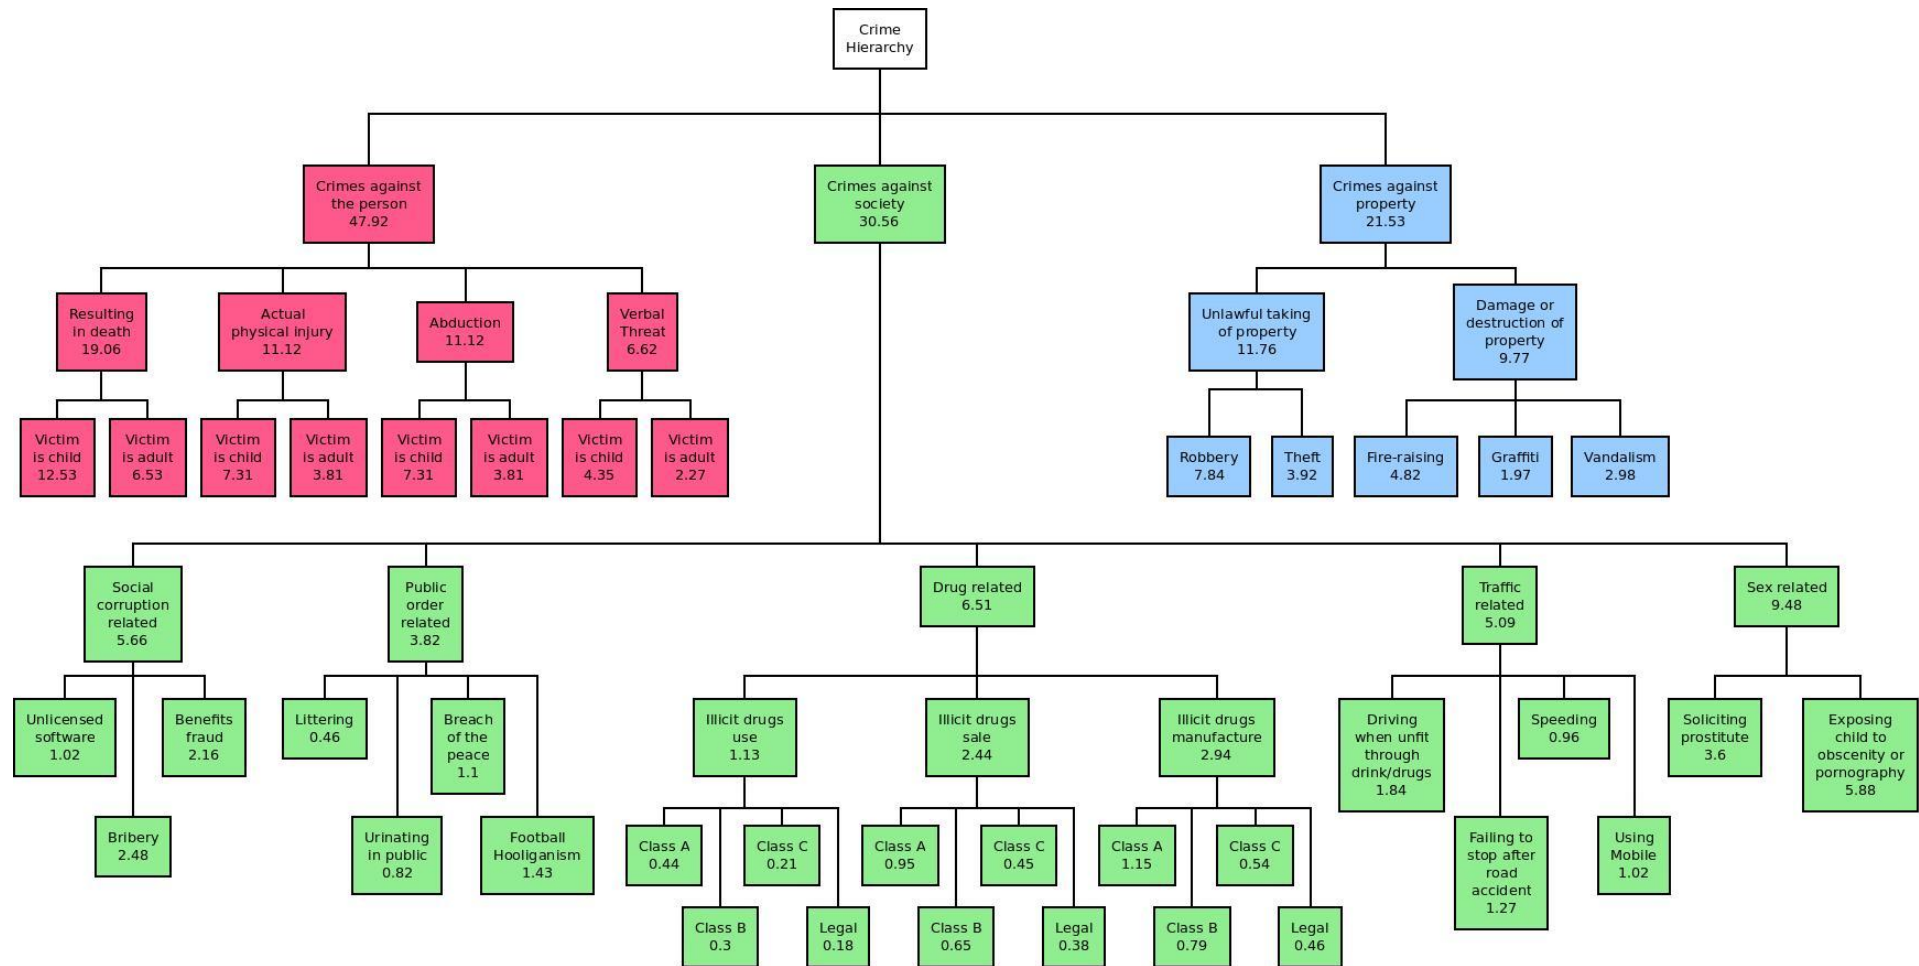 Crime
Hierarchy
Crimes against
the person
47.92
Crimes against
society
30.56
Crimes against
property
21.53
Resulting
in death
19.06
Actual
physical injury
11.12
Abduction
11.12
Verbal
Threat
6.62
Unlawful taking
of property
11.76
Damage or
destruction of
property
9.77
Victim
is child
12.53
Victim
is adult
6.53
Victim
is child
7.31
Victim
is adult
3.81
Victim
is child
7.31
Victim
is adult
3.81
Victim
is child
4.35
Victim
is adult
2.27
Robbery
7.84
Theft
3.92
Fire-raising
4.82
Graffiti
1.97
Vandalism
2.98
Social
corruption
related
5.66
Public
order
related
3.82
Drug related
6.51
Traffic
related
5.09
Sex related
9.48
Unlicensed
software
1.02
Benefits
fraud
2.16
Littering
0.46
Breach
of the
peace
1.1
Illicit drugs
use
1.13
Illicit drugs
sale
2.44
Illicit drugs
manufacture
2.94
Driving
when unfit
through
drink/drugs
1.84
Speeding
0.96
Soliciting
prostitute
3.6
Exposing
child to
obscenity or
pornography
5.88
Bribery
2.48
Urinating
in public
0.82
Football
Hooliganism
1.43
Class A
0.44
Class C
0.21
Class A
0.95
Class C
0.45
Class A
1.15
Class C
0.54
Failing to
stop after
road
accident
1.27
Using
Mobile
1.02
Class B
0.3
Legal
0.18
Class B
0.65
Legal
0.38
Class B
0.79
Legal
0.46